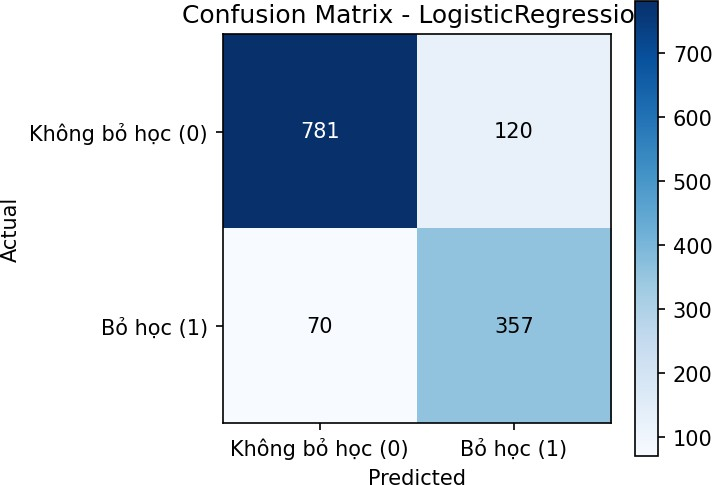 Confusion Matrix - LogisticRegressio
Actual
Không bỏ học (0)
781
120
Bỏ học (1)
70
357
Không bỏ học (0)
Bỏ học (1)
Predicted
700
600
500
400
300
200
100